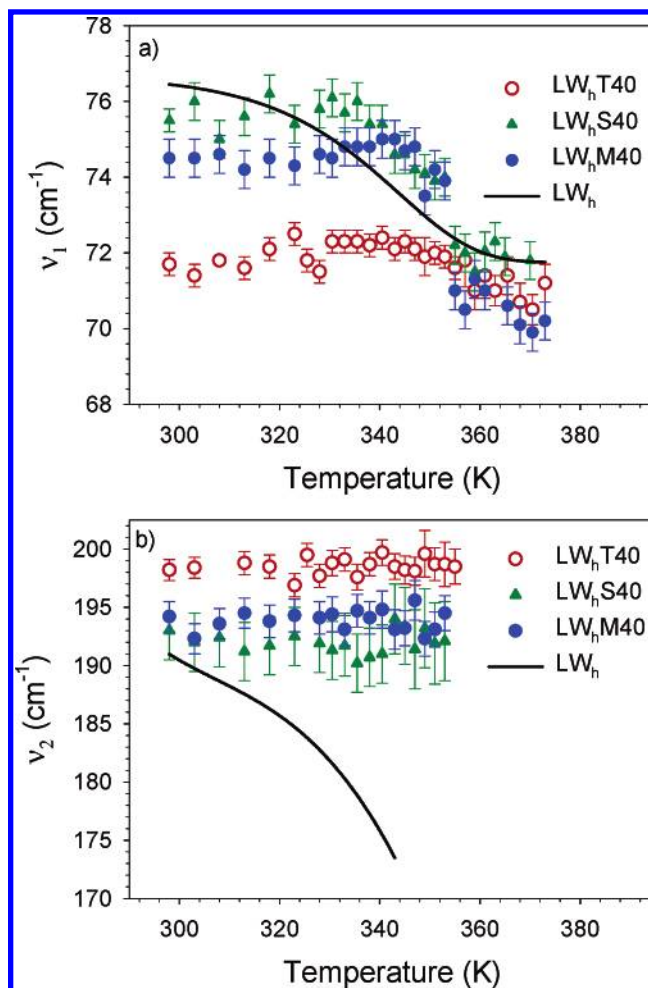 a)
78
76
74
72
70
68
ν₁ (cm⁻¹)
LWₕT40
LWₕS40
LWₕM40
LWₕ
300 320 340 360 380
Temperature (K)
b)
200
195
190
185
180
175
170
ν₂ (cm⁻¹)
LWₕT40
LWₕS40
LWₕM40
LWₕ
300 320 340 360 380
Temperature (K)